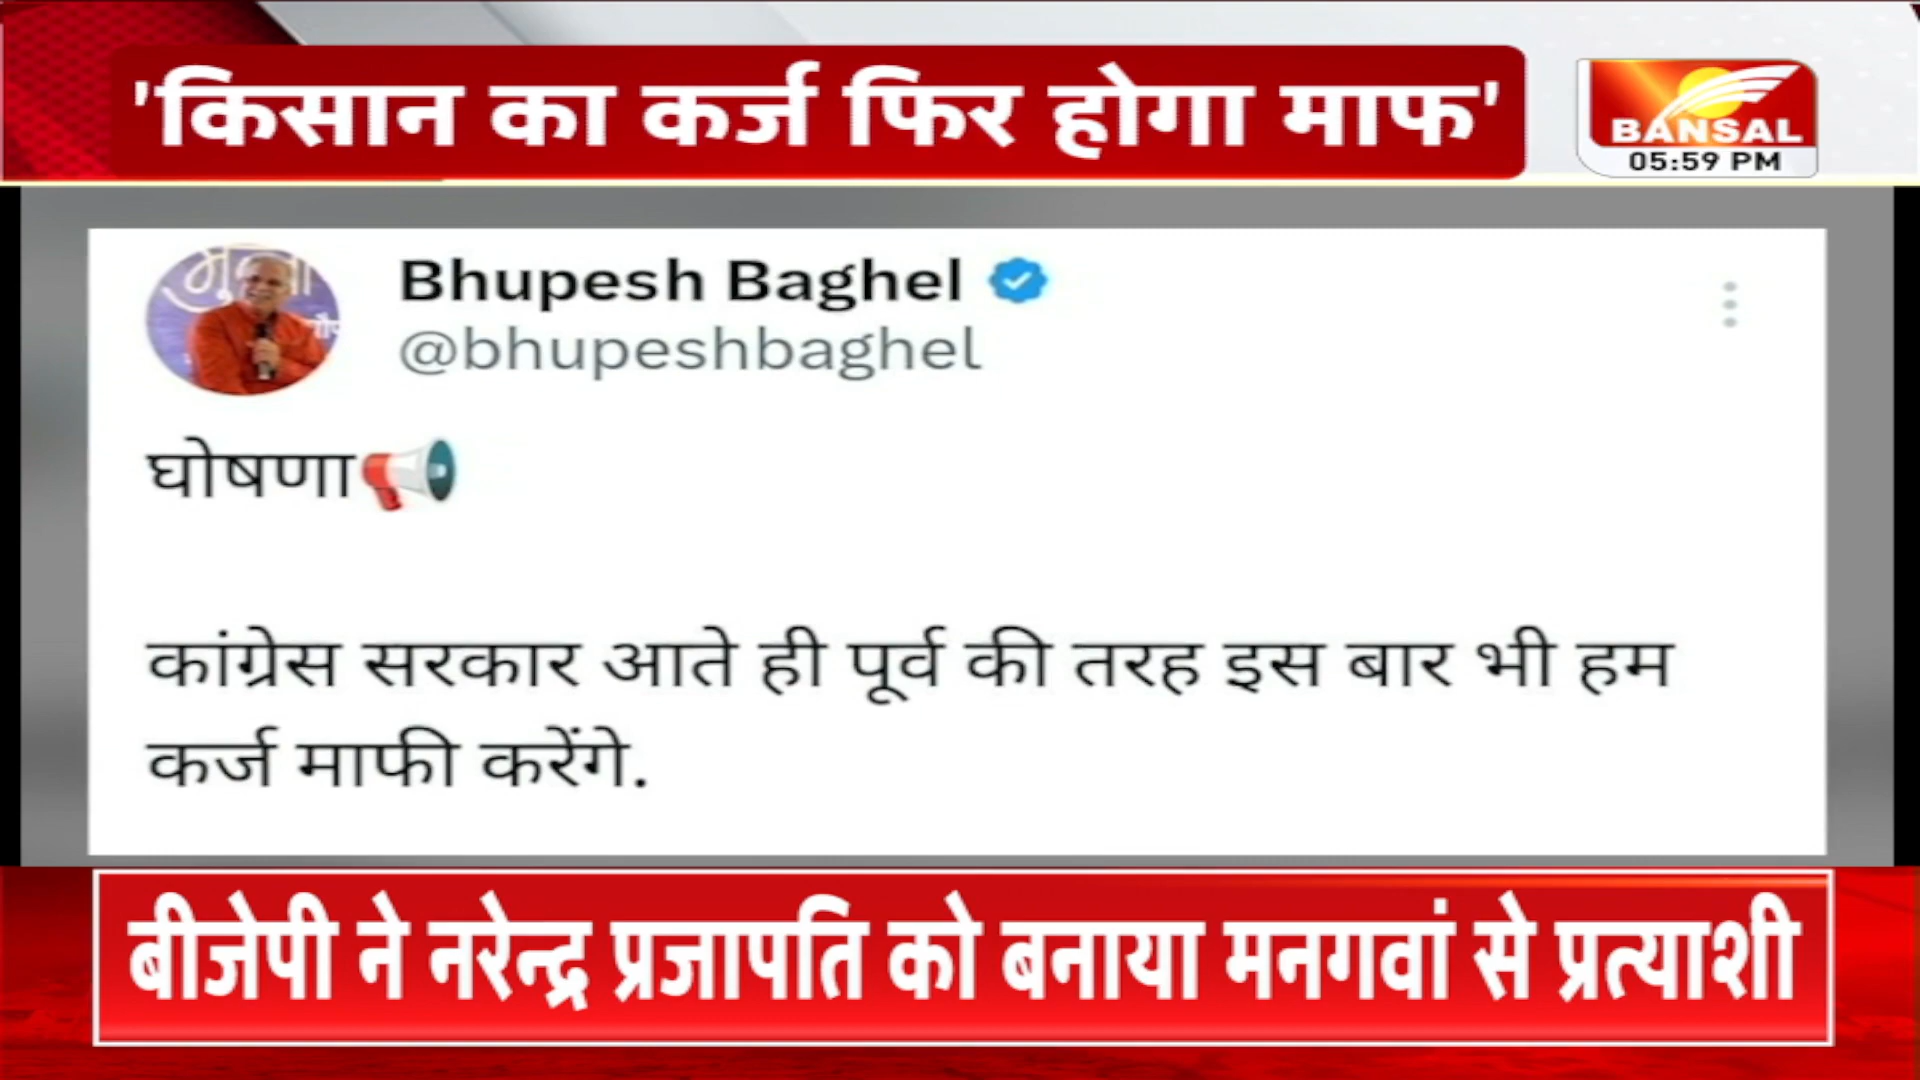 'किसान का कर्ज फिर होगा माफ'
BANSAL
05:59 PM
Bhupesh Baghel
@bhupeshbaghel
घोषणा📢
कांग्रेस सरकार आते ही पूर्व की तरह इस बार भी हम
कर्ज माफी करेंगे.
बीजेपी ने नरेन्द्र प्रजापति को बनाया मनगवां से प्रत्याशी